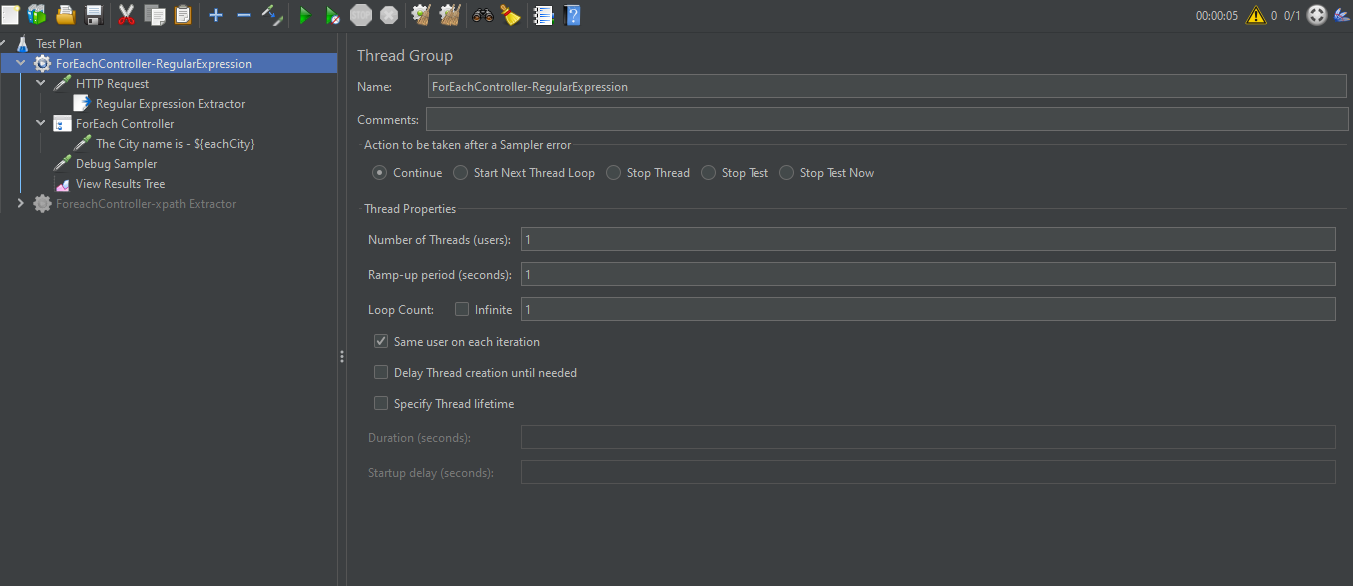 00:00:05 0 0/1
Test Plan
ForEachController-RegularExpression
HTTP Request
Regular Expression Extractor
ForEach Controller
The City name is - ${eachCity}
Debug Sampler
View Results Tree
ForeachController-xpath Extractor
Thread Group
Name: ForEachController-RegularExpression
Comments:
Action to be taken after a Sampler error
Continue Start Next Thread Loop Stop Thread Stop Test Stop Test Now
Thread Properties
Number of Threads (users): 1
Ramp-up period (seconds): 1
Loop Count: Infinite 1
Same user on each iteration
Delay Thread creation until needed
Specify Thread lifetime
Duration (seconds):
Startup delay (seconds):